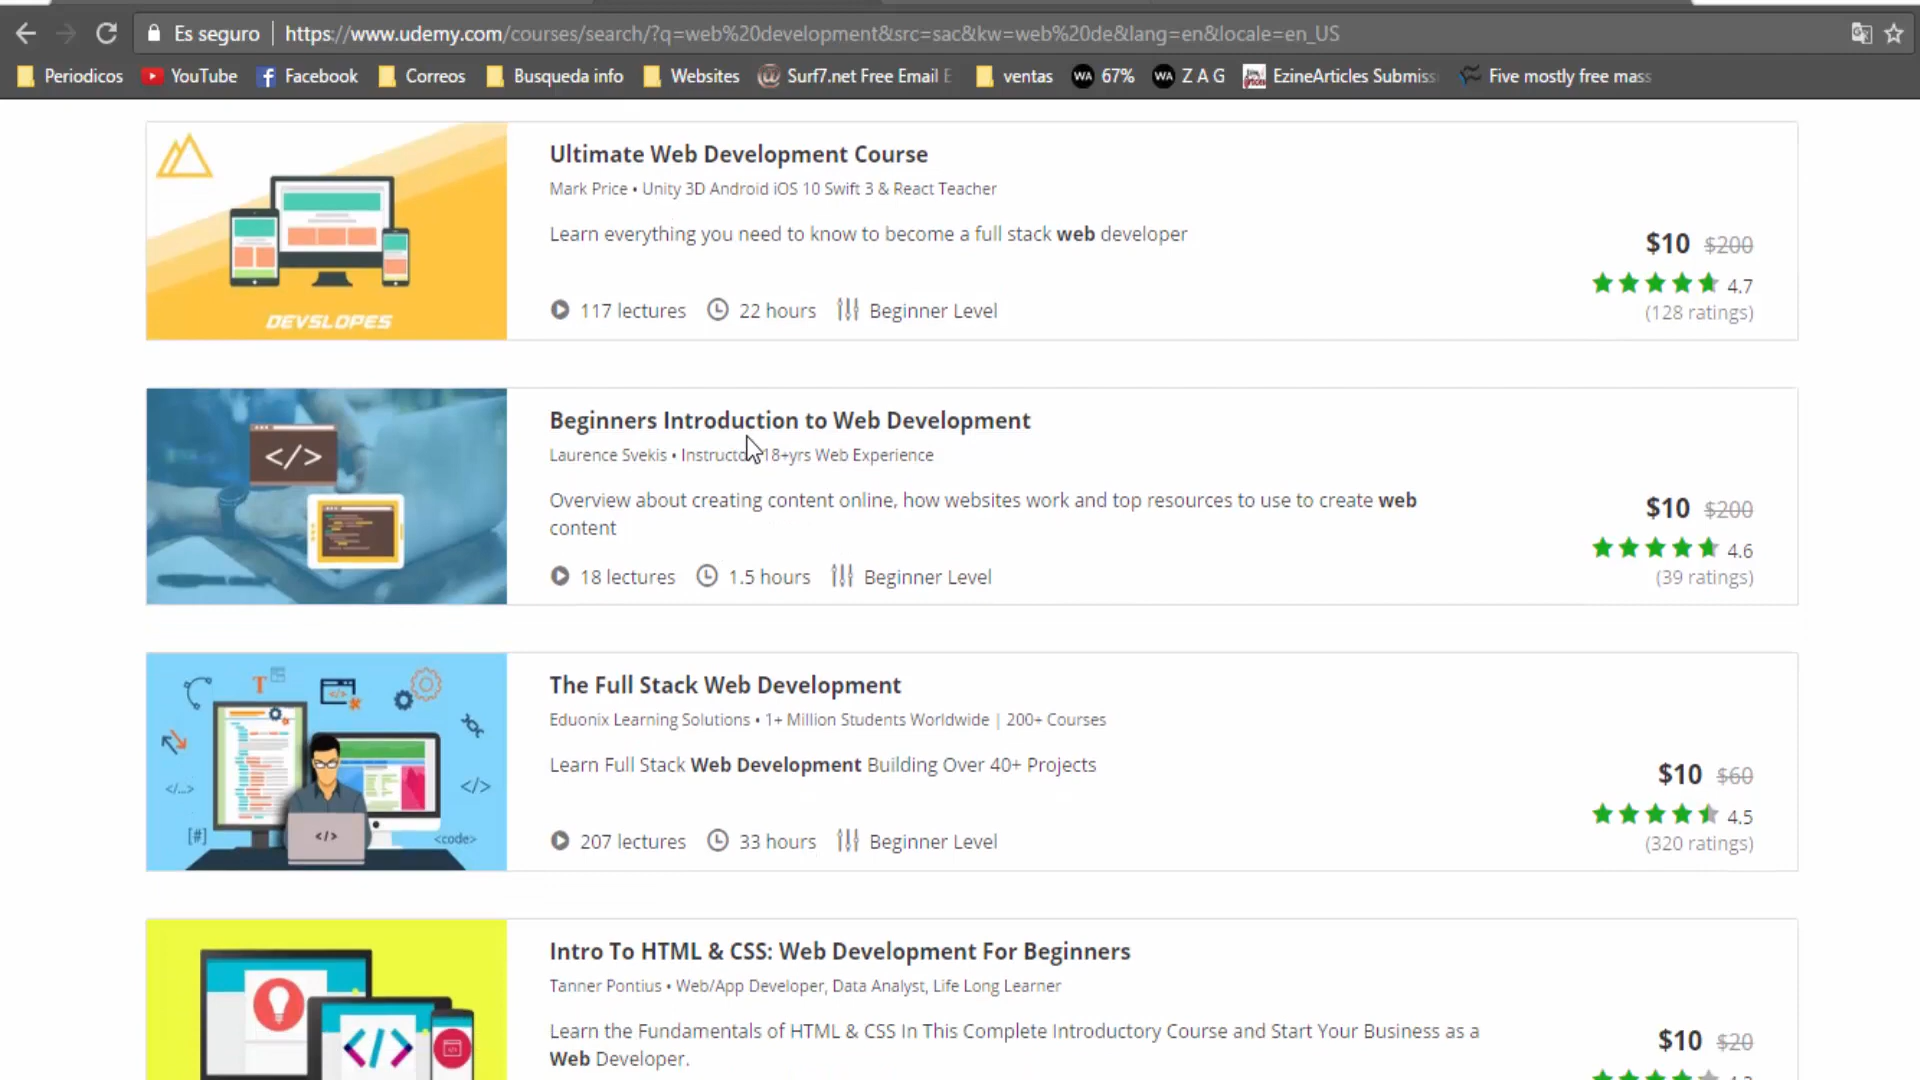 Es seguro https://www.udemy.com/courses/search/?q=web%20development&src=sac&kw=web%20de&lang=en&locale=en_US
Periodicos YouTube Facebook Correos Busqueda info Websites Surf7.net Free Email ventas WA 67% WA Z A G EzineArticles Submiss Five mostly free mass
Ultimate Web Development Course
Mark Price • Unity 3D Android iOS 10 Swift 3 & React Teacher
Learn everything you need to know to become a full stack web developer
$10 $200
4.7
117 lectures 22 hours Beginner Level
(128 ratings)
DEVSLOPES
Beginners Introduction to Web Development
</>
Laurence Svekis • 18+yrs Web Experience
Overview about creating content online, how websites work and top resources to use to create web
content
$10 $200
4.6
18 lectures 1.5 hours Beginner Level
(39 ratings)
The Full Stack Web Development
Eduonix Learning Solutions • 1+ Million Students Worldwide | 200+ Courses
Learn Full Stack Web Development Building Over 40+ Projects
$10 $60
4.5
207 lectures 33 hours Beginner Level
(320 ratings)
T
</>
</...>
</>
[#]
</>
<code>
Intro To HTML & CSS: Web Development For Beginners
Tanner Pontius • Web/App Developer, Data Analyst, Life Long Learner
Learn the Fundamentals of HTML & CSS In This Complete Introductory Course and Start Your Business as a
Web Developer.
$10 $20
</>